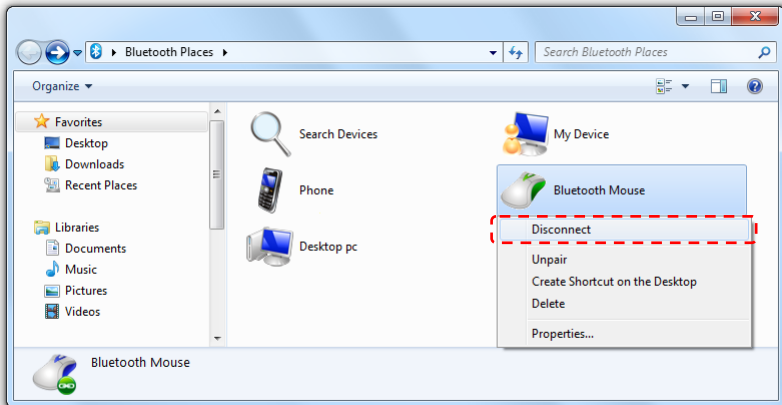 Bluetooth Places
Search Bluetooth Places
Organize
Favorites
Desktop
Downloads
Recent Places
Libraries
Documents
Music
Pictures
Videos
Search Devices
My Device
Phone
Bluetooth Mouse
Desktop pc
Disconnect
Unpair
Create Shortcut on the Desktop
Delete
Properties...
Bluetooth Mouse